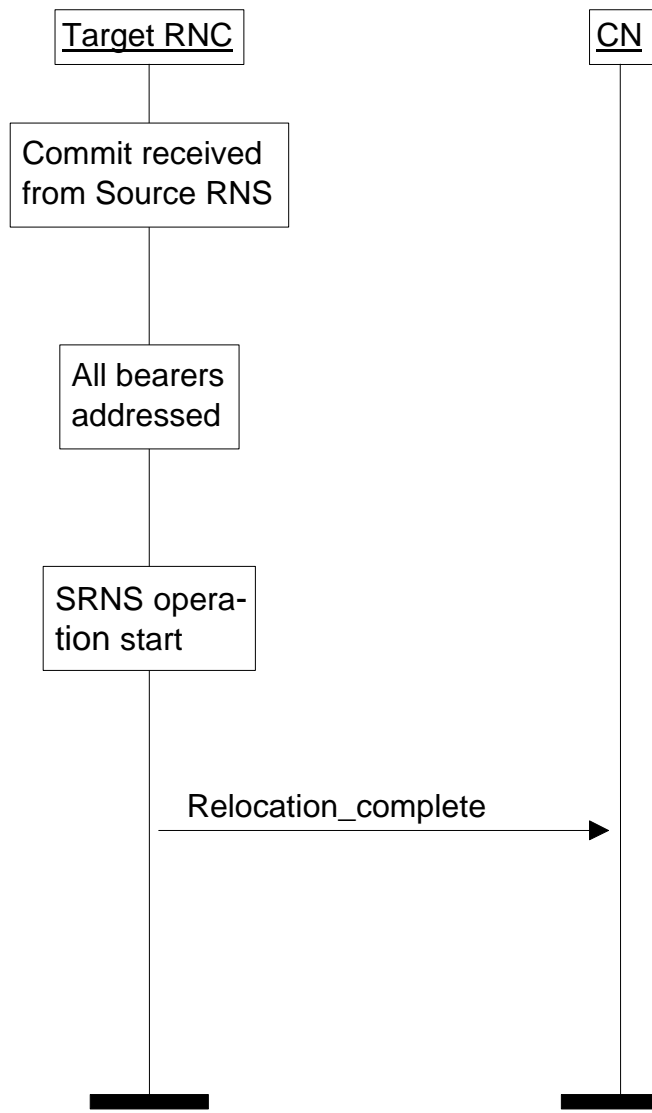 Target RNC
CN
Commit received
from Source RNS
All bearers
addressed
SRNS opera-
tion start
Relocation_complete